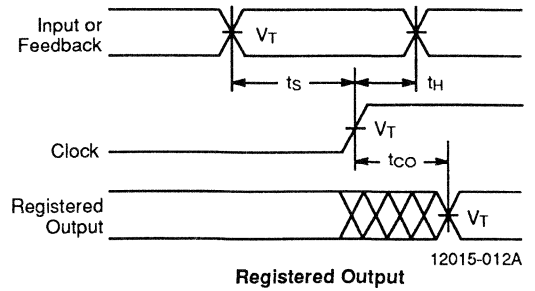 Input or
Feedback
VT
tS
tH
Clock
VT
tCO
Registered
Output
VT
12015-012A
Registered Output